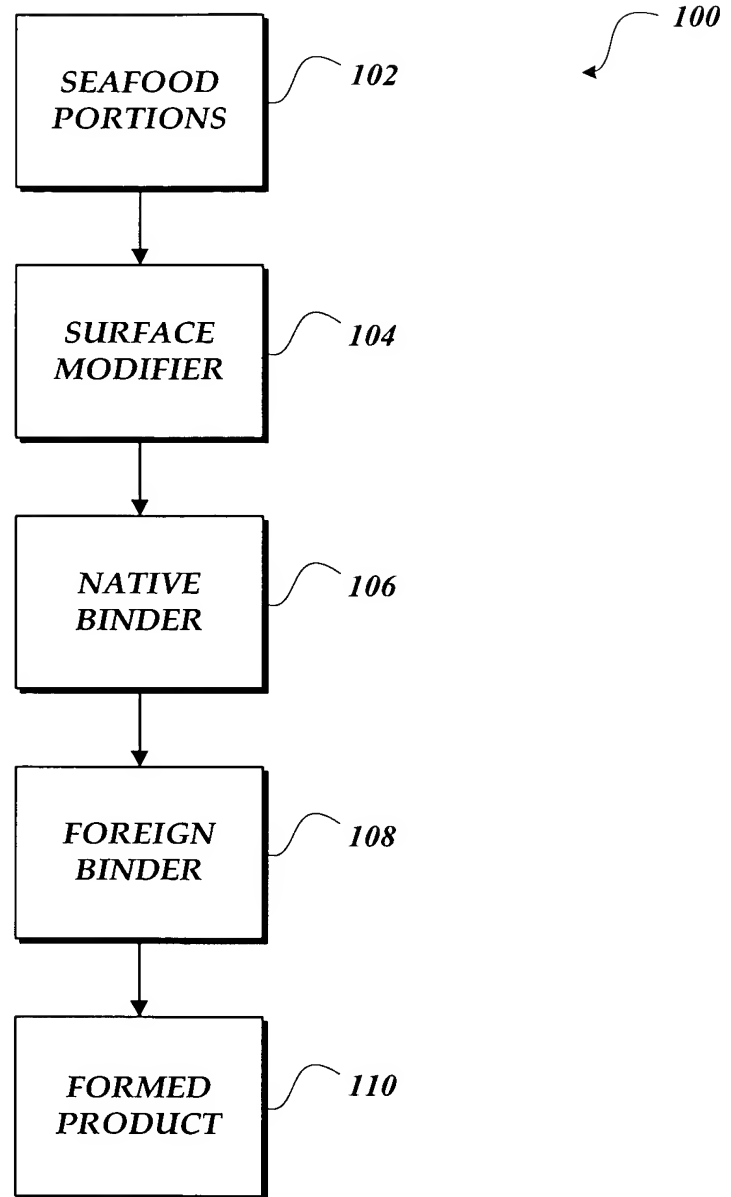 100
SEAFOOD
PORTIONS
102
SURFACE
MODIFIER
104
NATIVE
BINDER
106
FOREIGN
BINDER
108
FORMED
PRODUCT
110